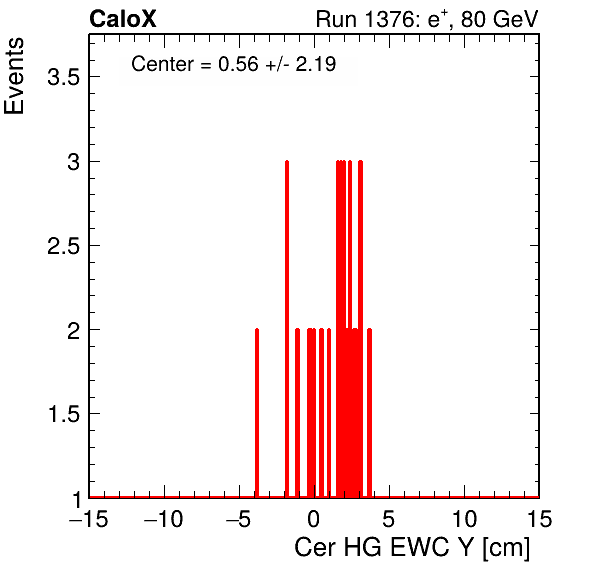 CaloX Run 1376: e⁺, 80 GeV
Center = 0.56 +/- 2.19
Events
3.5
3
2.5
2
1.5
1
−15 −10 −5 0 5 10 15
Cer HG EWC Y [cm]